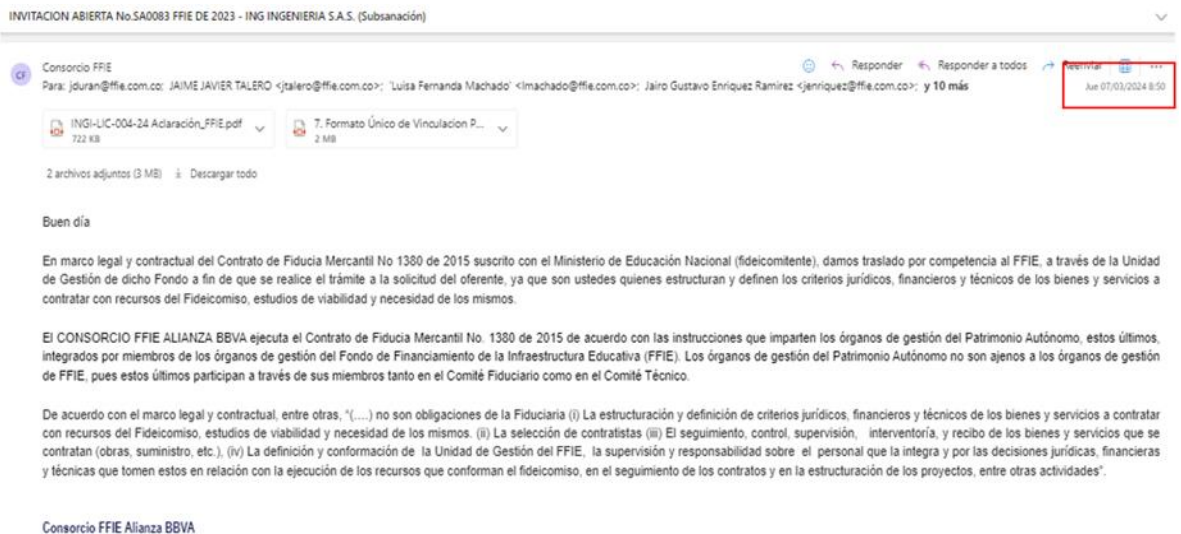 INVITACION ABIERTA No.SA0083 FFIE DE 2023 - ING INGENIERIA S.A.S. (Subsanación)
CF
Consorcio FFIE
Responder
Responder a todos
Reenviar
Para: jduran@ffie.com.co; JAIME JAVIER TALERO <jtalero@ffie.com.co>; 'Luisa Fernanda Machado' <lmachado@ffie.com.co>; Jairo Gustavo Enriquez Ramirez <jenriquez@ffie.com.co>; y 10 más
Jue 07/03/2024 8:50
INGI-LIC-004-24 Aclaración_FFIE.pdf
722 KB
7. Formato Único de Vinculacion P...
2 MB
2 archivos adjuntos (3 MB)
Descargar todo
Buen día
En marco legal y contractual del Contrato de Fiducia Mercantil No 1380 de 2015 suscrito con el Ministerio de Educación Nacional (fideicomitente), damos traslado por competencia al FFIE, a través de la Unidad
de Gestión de dicho Fondo a fin de que se realice el trámite a la solicitud del oferente, ya que son ustedes quienes estructuran y definen los criterios jurídicos, financieros y técnicos de los bienes y servicios a
contratar con recursos del Fideicomiso, estudios de viabilidad y necesidad de los mismos.
El CONSORCIO FFIE ALIANZA BBVA ejecuta el Contrato de Fiducia Mercantil No. 1380 de 2015 de acuerdo con las instrucciones que imparten los órganos de gestión del Patrimonio Autónomo, estos últimos,
integrados por miembros de los órganos de gestión del Fondo de Financiamiento de la Infraestructura Educativa (FFIE). Los órganos de gestión del Patrimonio Autónomo no son ajenos a los órganos de gestión
de FFIE, pues estos últimos participan a través de sus miembros tanto en el Comité Fiduciario como en el Comité Técnico.
De acuerdo con el marco legal y contractual, entre otras, "(....) no son obligaciones de la Fiduciaria (i) La estructuración y definición de criterios jurídicos, financieros y técnicos de los bienes y servicios a contratar
con recursos del Fideicomiso, estudios de viabilidad y necesidad de los mismos. (ii) La selección de contratistas (iii) El seguimiento, control, supervisión, interventoría, y recibo de los bienes y servicios que se
contratan (obras, suministro, etc.), (iv) La definición y conformación de la Unidad de Gestión del FFIE, la supervisión y responsabilidad sobre el personal que la integra y por las decisiones jurídicas, financieras
y técnicas que tomen estos en relación con la ejecución de los recursos que conforman el fideicomiso, en el seguimiento de los contratos y en la estructuración de los proyectos, entre otras actividades".
Consorcio FFIE Alianza BBVA